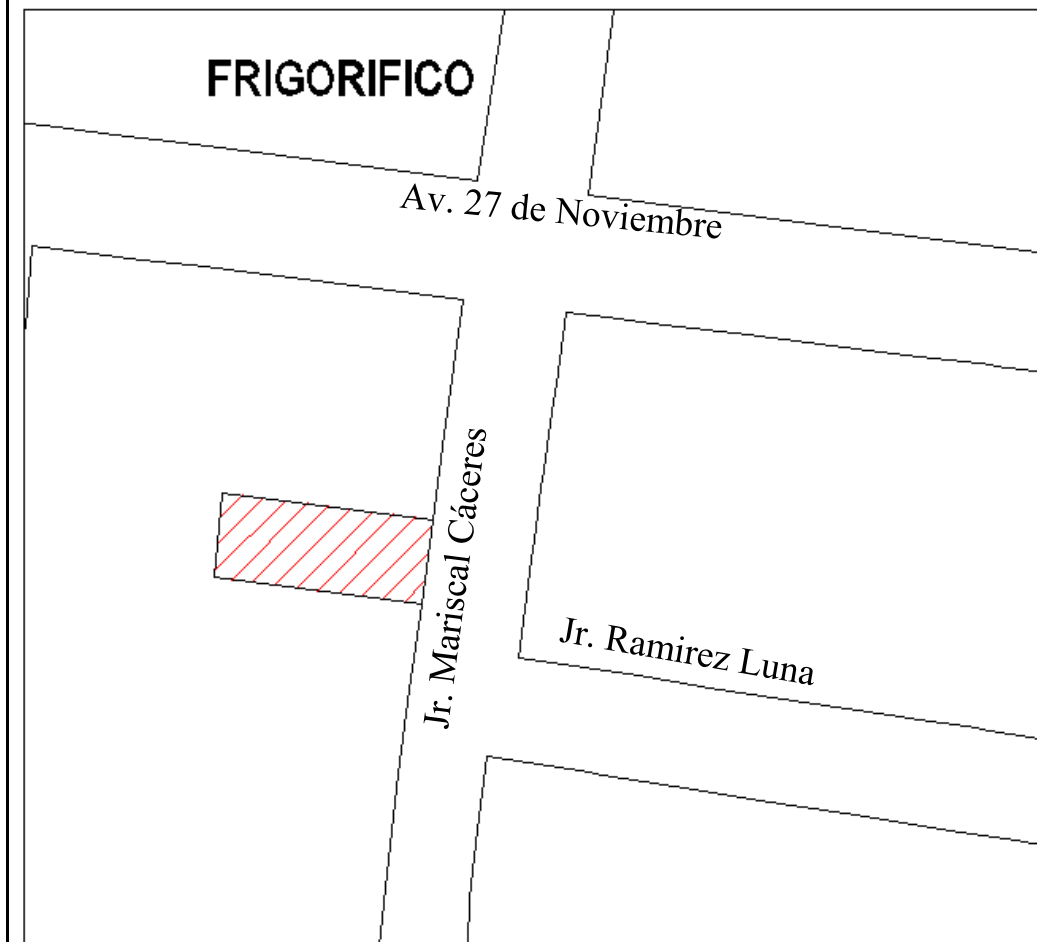 FRIGORIFICO
Av. 27 de Noviembre
Jr. Mariscal Cáceres
Jr. Ramirez Luna